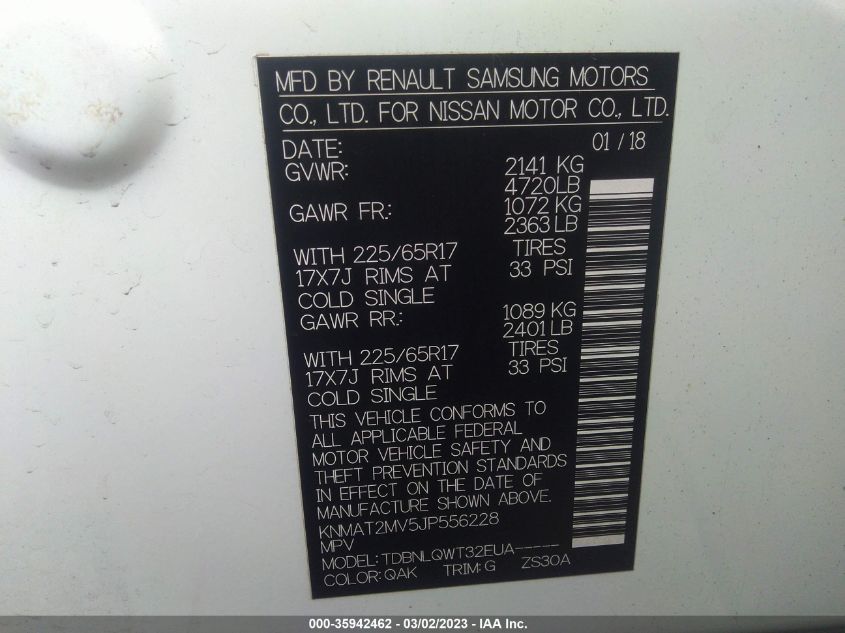 MFD BY RENAULT SAMSUNG MOTORS
CO., LTD. FOR NISSAN MOTOR CO., LTD.
DATE: 01 / 18
GVWR: 2141 KG
4720LB
GAWR FR.: 1072 KG
2363 LB
WITH 225/65R17 TIRES
17X7J RIMS AT 33 PSI
COLD SINGLE
GAWR RR.: 1089 KG
2401 LB
WITH 225/65R17 TIRES
17X7J RIMS AT 33 PSI
COLD SINGLE
THIS VEHICLE CONFORMS TO
ALL APPLICABLE FEDERAL
MOTOR VEHICLE SAFETY AND
THEFT PREVENTION STANDARDS
IN EFFECT ON THE DATE OF
MANUFACTURE SHOWN ABOVE.
KNMAT2MV5JP556228
MPV
MODEL: TDBNLQWT32EUA-----
COLOR: QAK TRIM: G ZS30A
000-35942462 - 03/02/2023 - IAA Inc.